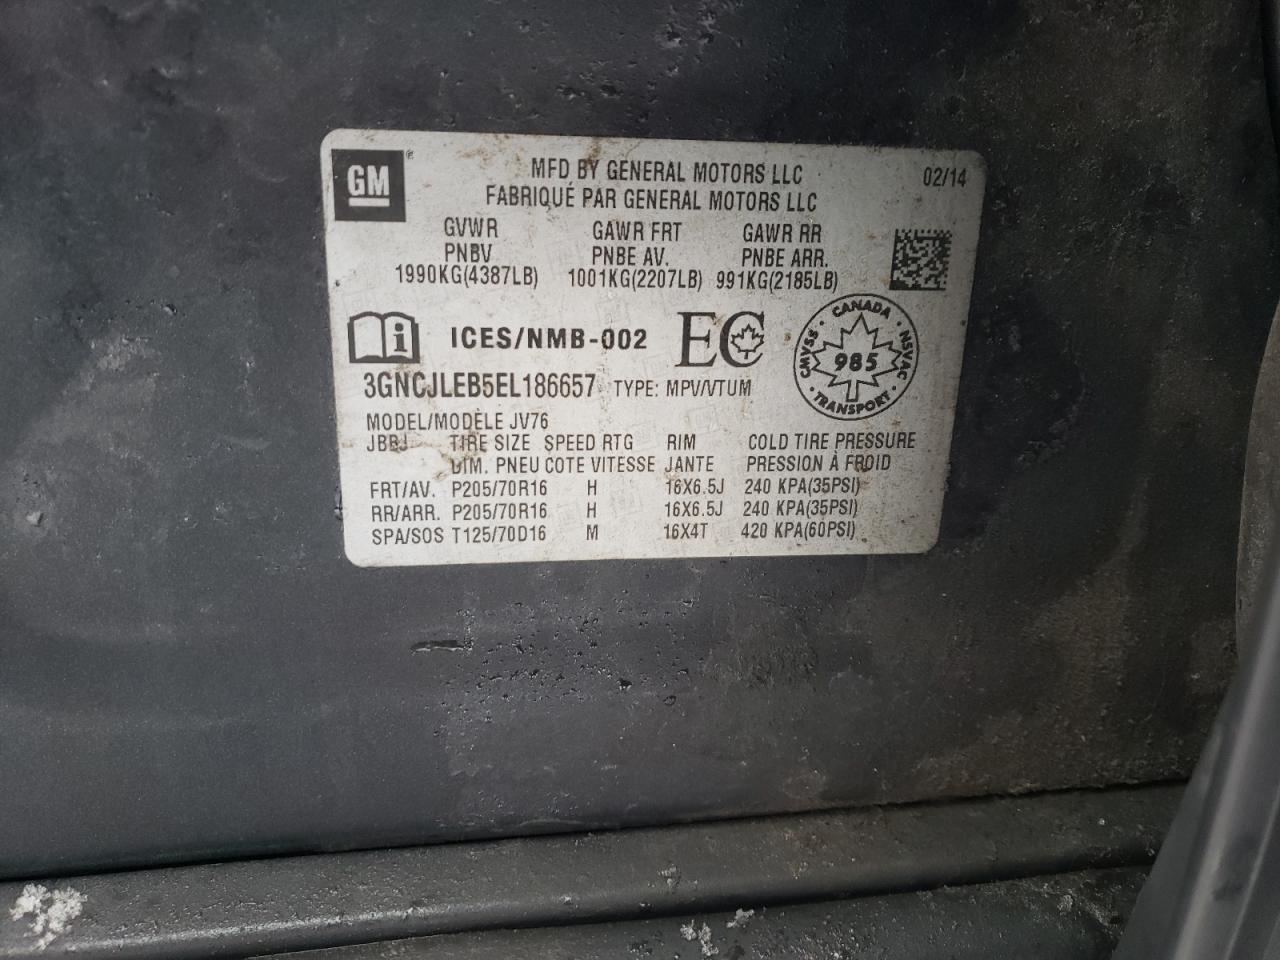 GM ®
MFD BY GENERAL MOTORS LLC 02/14
FABRIQUÉ PAR GENERAL MOTORS LLC
GVWR GAWR FRT GAWR RR
PNBV PNBE AV. PNBE ARR.
1990KG(4387LB) 1001KG(2207LB) 991KG(2185LB)
i ICES/NMB-002 EC
CANADA
CMVSS 985 NSVAC
TRANSPORT
3GNCJLEB5EL186657 TYPE: MPV/VTUM
MODEL/MODÈLE JV76
JBBJ TIRE SIZE SPEED RTG RIM COLD TIRE PRESSURE
DIM. PNEU COTE VITESSE JANTE PRESSION À FROID
FRT/AV. P205/70R16 H 16X6.5J 240 KPA(35PSI)
RR/ARR. P205/70R16 H 16X6.5J 240 KPA(35PSI)
SPA/SOS T125/70D16 M 16X4T 420 KPA(60PSI)